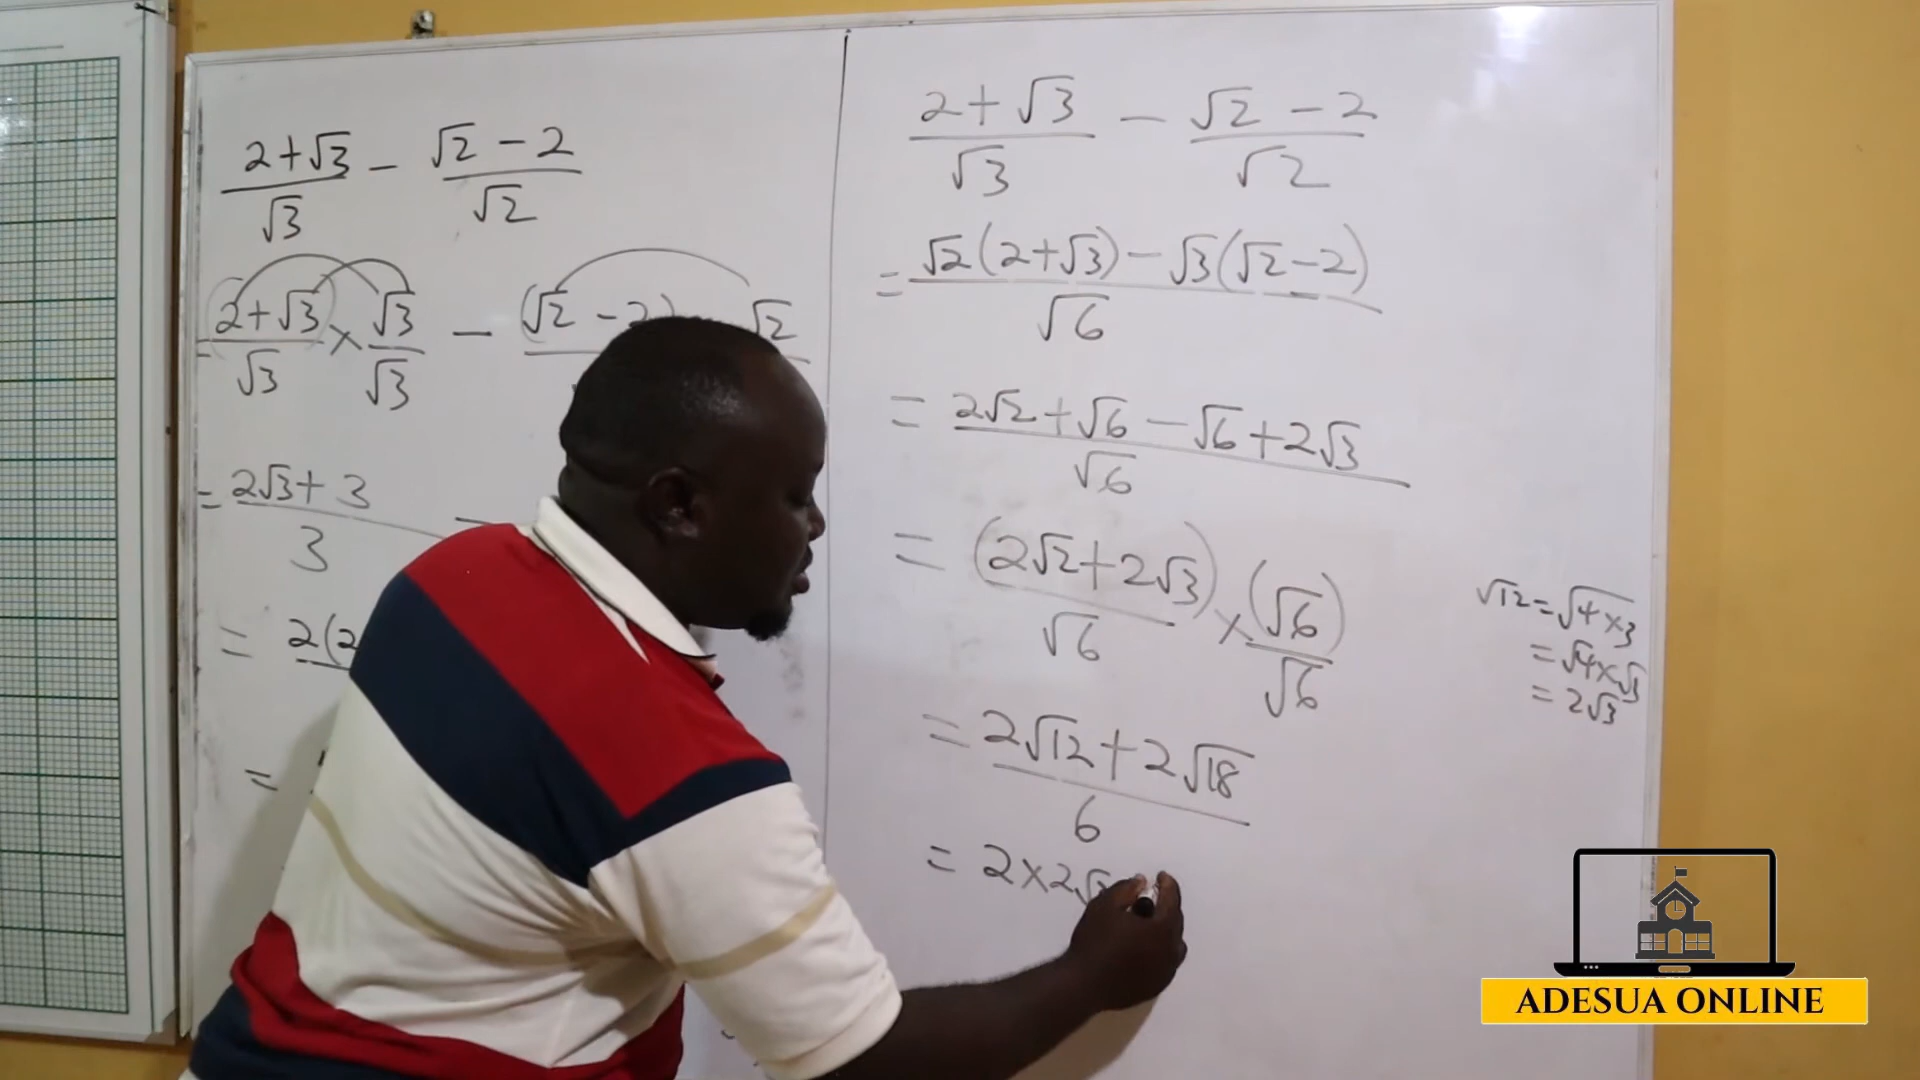 2+√3/√3 - √2-2/√2
= (2+√3)/√3 × √3/√3 - (√2-2) √2
= 2√3+3/3 -
= 2(2
=
2+√3/√3 - √2-2/√2
= √2(2+√3)-√3(√2-2)/√6
= 2√2+√6-√6+2√3/√6
= (2√2+2√3)/√6 × (√6)/√6
= 2√12+2√18/6
= 2×2√
√12=√4×3
=√4×√3
= 2√3
ADESUA ONLINE